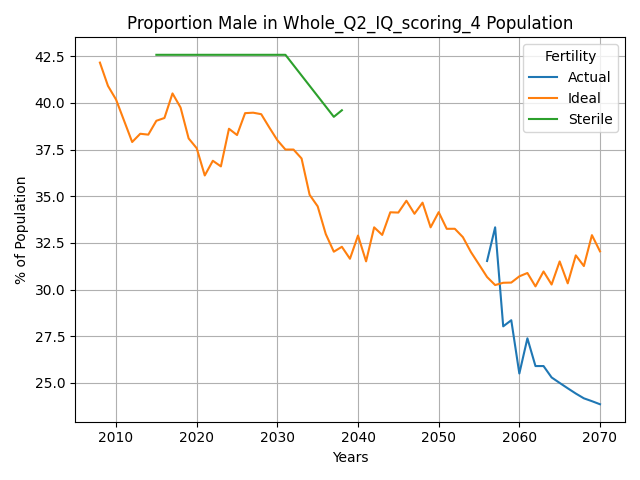 Proportion Male in Whole_Q2_IQ_scoring_4 Population
Fertility
Actual
Ideal
Sterile
% of Population
42.5
40.0
37.5
35.0
32.5
30.0
27.5
25.0
2010 2020 2030 2040 2050 2060 2070
Years